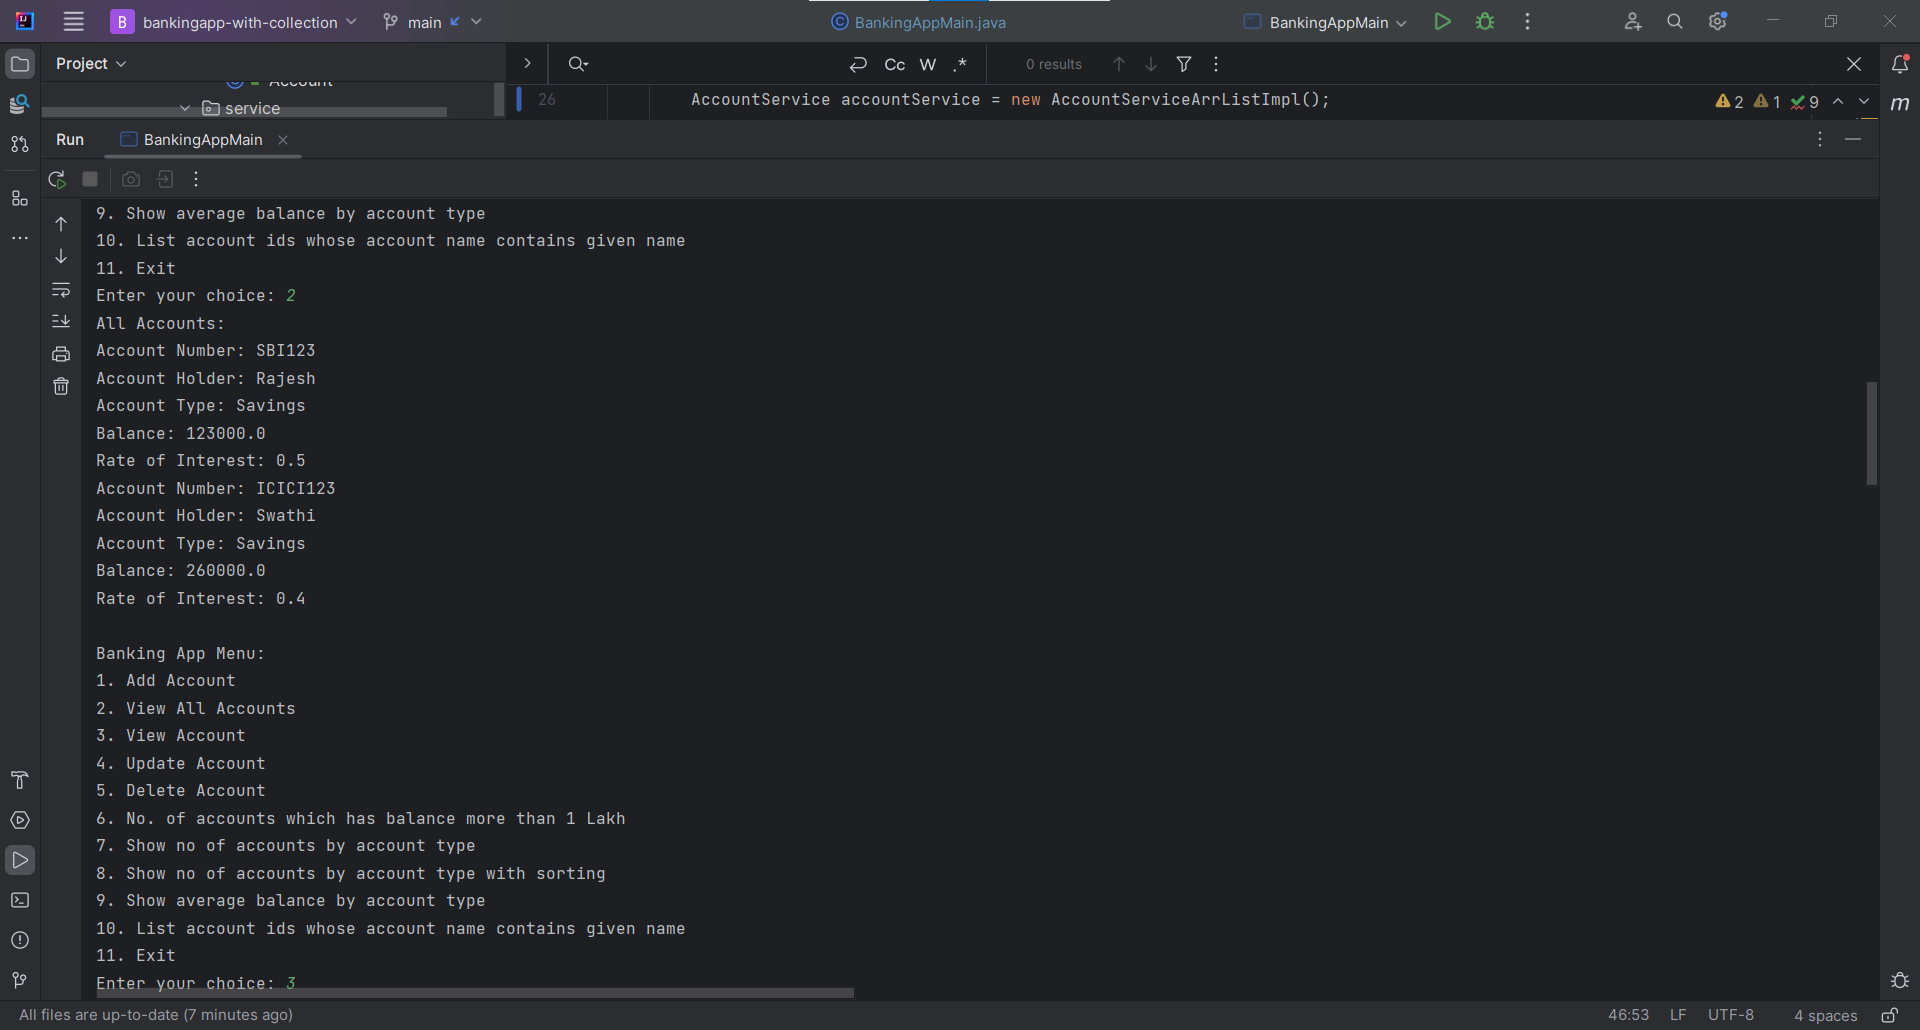 B bankingapp-with-collection main BankingAppMain.java BankingAppMain
Project Cc W .* 0 results
Account
service 26 AccountService accountService = new AccountServiceArrListImpl(); 2 1 9 m
Run BankingAppMain
9. Show average balance by account type
10. List account ids whose account name contains given name
11. Exit
Enter your choice: 2
All Accounts:
Account Number: SBI123
Account Holder: Rajesh
Account Type: Savings
Balance: 123000.0
Rate of Interest: 0.5
Account Number: ICICI123
Account Holder: Swathi
Account Type: Savings
Balance: 260000.0
Rate of Interest: 0.4
Banking App Menu:
1. Add Account
2. View All Accounts
3. View Account
4. Update Account
5. Delete Account
6. No. of accounts which has balance more than 1 Lakh
7. Show no of accounts by account type
8. Show no of accounts by account type with sorting
9. Show average balance by account type
10. List account ids whose account name contains given name
11. Exit
Enter your choice: 3
All files are up-to-date (7 minutes ago) 46:53 LF UTF-8 4 spaces